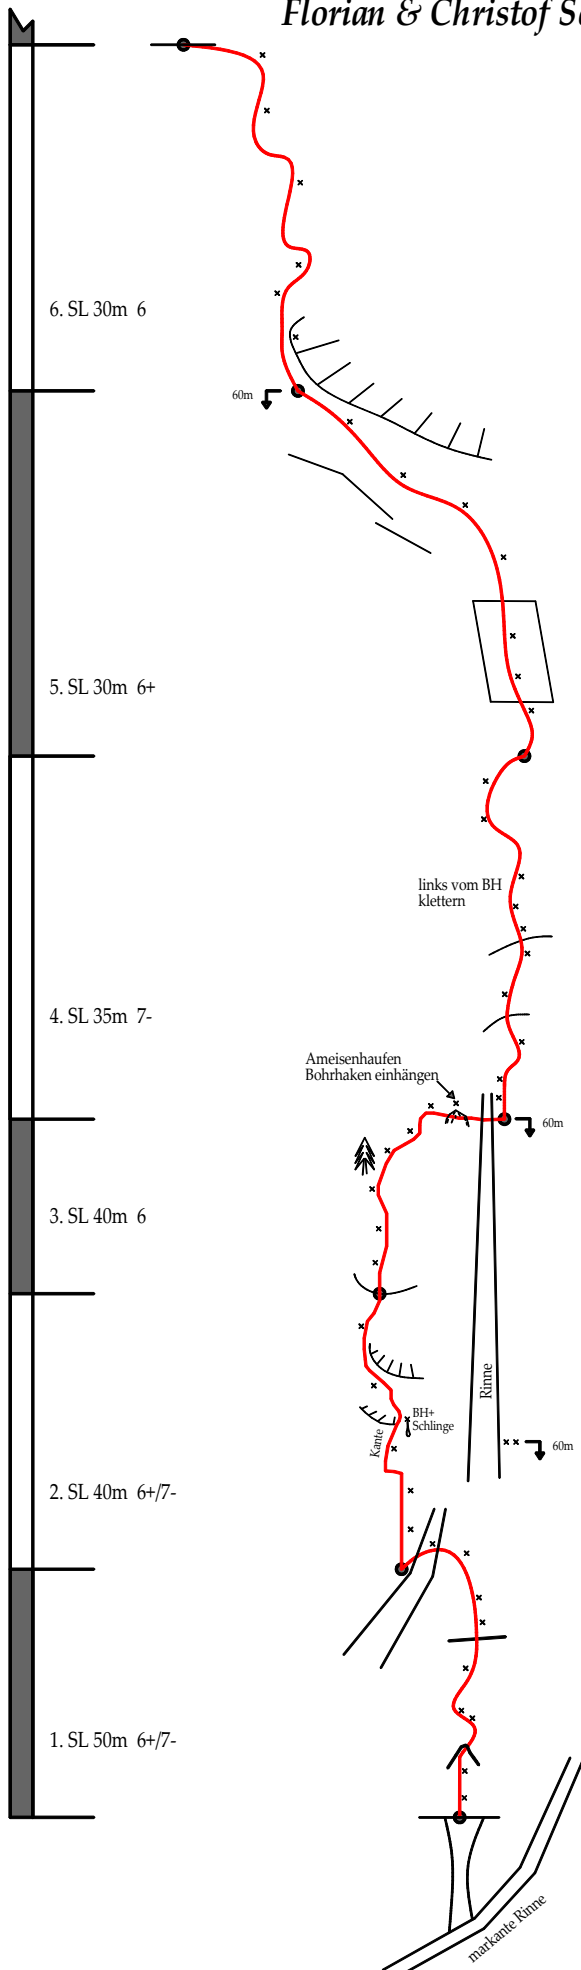 Florian & Christof
6. SL 30m 6
60m
5. SL 30m 6+
links vom BH
klettern
4. SL 35m 7-
Ameisenhaufen
Bohrhaken einhängen
60m
3. SL 40m 6
Rinne
BH+
Schlinge
Kante
60m
2. SL 40m 6+/7-
1. SL 50m 6+/7-
markante Rinne